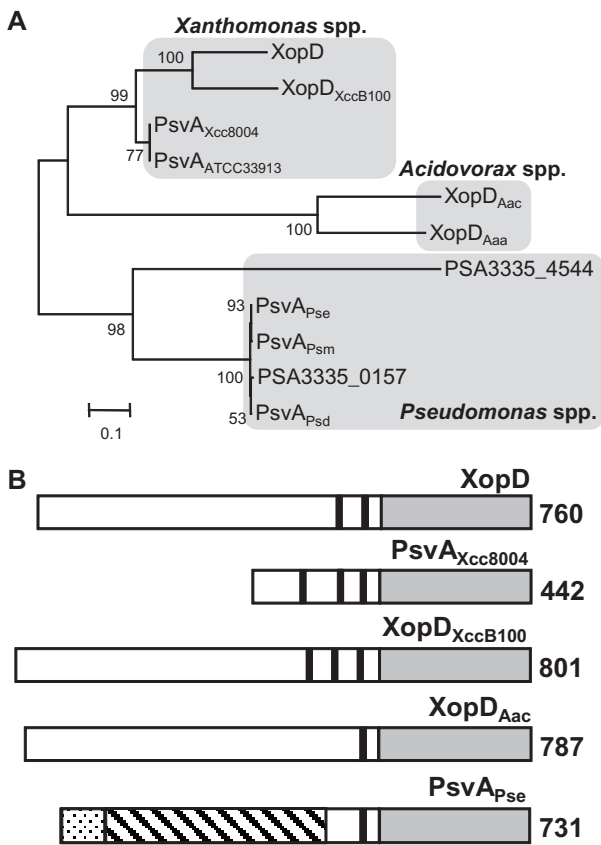 A
Xanthomonas spp.
100
XopD
XopD XccB100
99
PsvA Xcc8004
77
PsvA ATCC33913
Acidovorax spp.
XopD Aac
100
XopD Aaa
PSA3335_4544
98
93
PsvA Pse
PsvA Psm
100
PSA3335_0157
53
PsvA Psd
Pseudomonas spp.
0.1
B
XopD
760
PsvA Xcc8004
442
XopD XccB100
801
XopD Aac
787
PsvA Pse
731